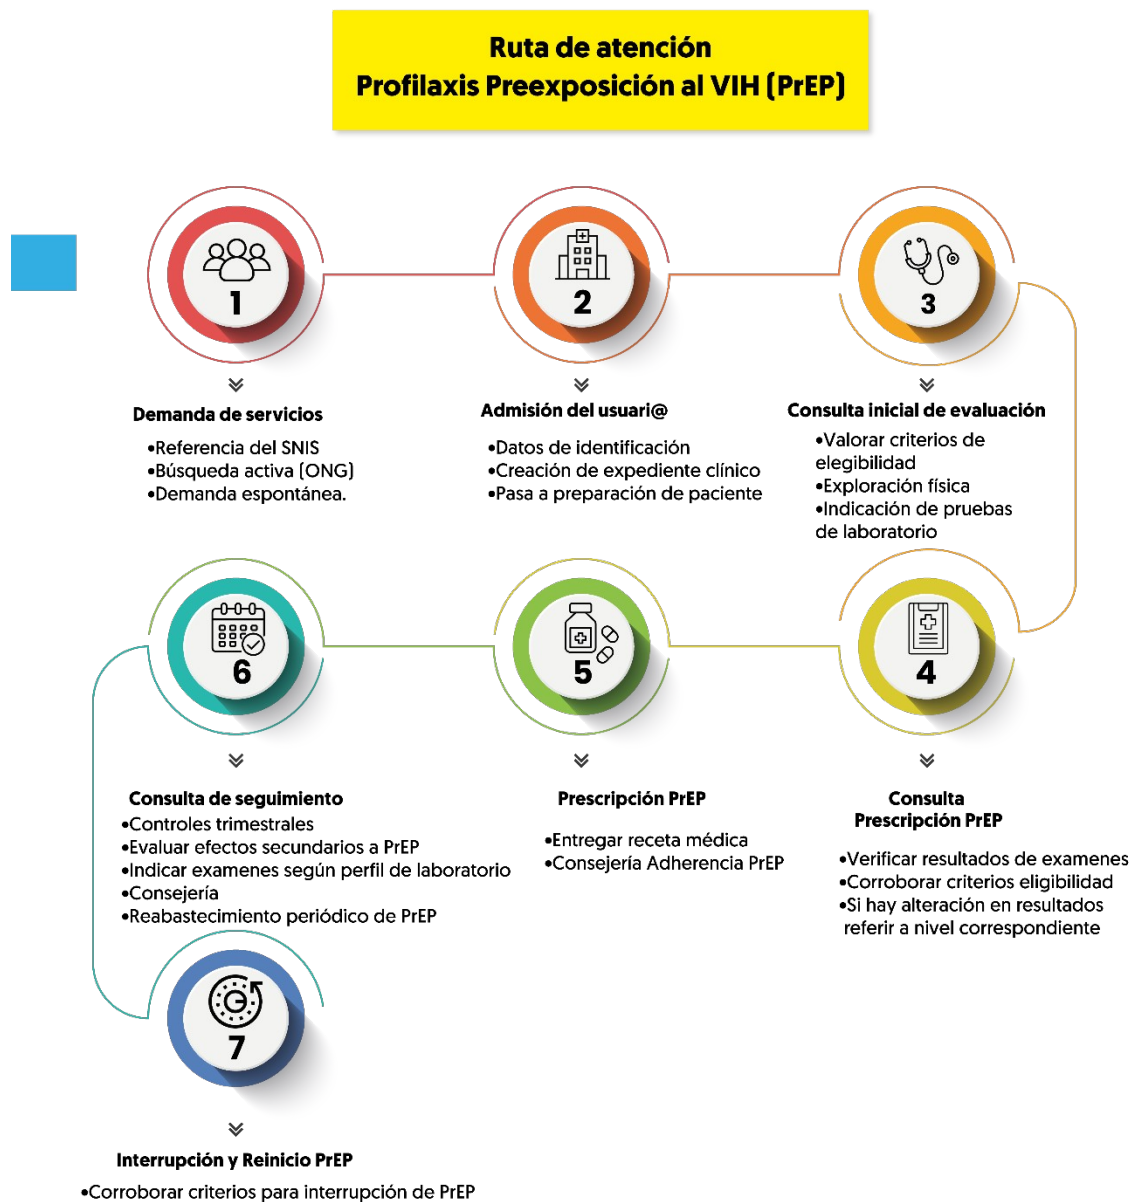 Ruta de atención
Profilaxis Preexposición al VIH (PrEP)
1
Demanda de servicios
•Referencia del SNIS
•Búsqueda activa (ONG)
•Demanda espontánea.
2
Admisión del usuari@
•Datos de identificación
•Creación de expediente clínico
•Pasa a preparación de paciente
3
Consulta inicial de evaluación
•Valorar criterios de
elegibilidad
•Exploración física
•Indicación de pruebas
de laboratorio
4
Consulta
Prescripción PrEP
•Verificar resultados de examenes
•Corroborar criterios eligibilidad
•Si hay alteración en resultados
referir a nivel correspondiente
5
Prescripción PrEP
•Entregar receta médica
•Consejería Adherencia PrEP
6
Consulta de seguimiento
•Controles trimestrales
•Evaluar efectos secundarios a PrEP
•Indicar examenes según perfil de laboratorio
•Consejería
•Reabastecimiento periódico de PrEP
7
Interrupción y Reinicio PrEP
•Corroborar criterios para interrupción de PrEP